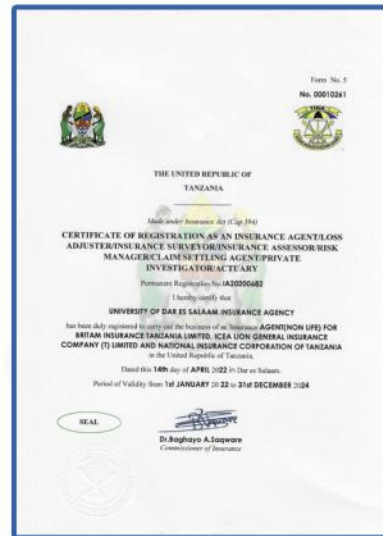 Form No. 5
No. 00010261
THE UNITED REPUBLIC OF
TANZANIA
Made under Insurance Act (Cap 394)
CERTIFICATE OF REGISTRATION AS AN INSURANCE AGENT/LOSS
ADJUSTER/INSURANCE SURVEYOR/INSURANCE ASSESSOR/RISK
MANAGER/CLAIM SETTLING AGENT/PRIVATE
INVESTIGATOR/ACTUARY
Permanent Registration No IA20200682
I hereby certify that
UNIVERSITY OF DAR ES SALAAM INSURANCE AGENCY
has been duly registered to carry out the business of an Insurance AGENT(NON LIFE) FOR
BRITAM INSURANCE TANZANIA LIMITED, ICEA LION GENERAL INSURANCE
COMPANY (T) LIMITED AND NATIONAL INSURANCE CORPORATION OF TANZANIA
in the United Republic of Tanzania.
Dated this 14th day of APRIL 2022 in Dar es Salaam.
Period of Validity from 1st JANUARY 20 22 to 31st DECEMBER 2024
SEAL
Dr.Baghayo A.Saqware
Commissioner of Insurance